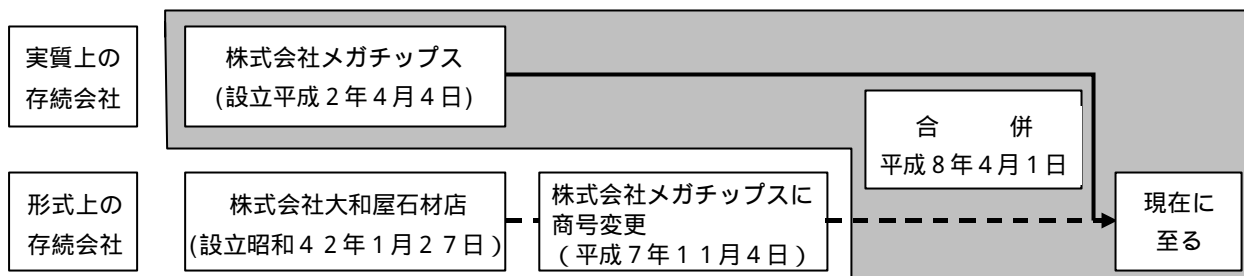 実質上の
存続会社
株式会社メガチップス
(設立平成２年４月４日)
合　　併
平成８年４月１日
形式上の
存続会社
株式会社大和屋石材店
(設立昭和４２年１月２７日）
株式会社メガチップスに
商号変更
（平成７年１１月４日）
現在に
至る